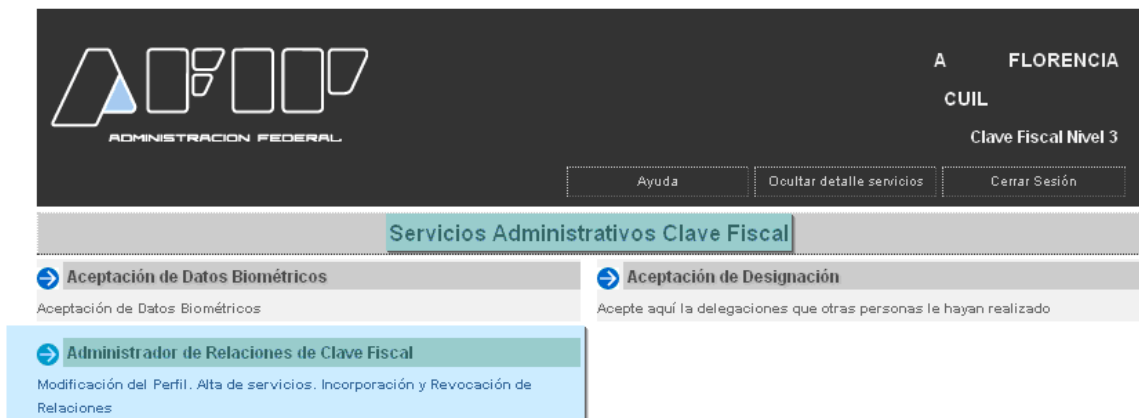 AFIP
ADMINISTRACION FEDERAL
A FLORENCIA
CUIL
Clave Fiscal Nivel 3
Ayuda
Ocultar detalle servicios
Cerrar Sesión
Servicios Administrativos Clave Fiscal
Aceptación de Datos Biométricos
Aceptación de Datos Biométricos
Aceptación de Designación
Acepte aquí la delegaciones que otras personas le hayan realizado
Administrador de Relaciones de Clave Fiscal
Modificación del Perfil. Alta de servicios. Incorporación y Revocación de
Relaciones